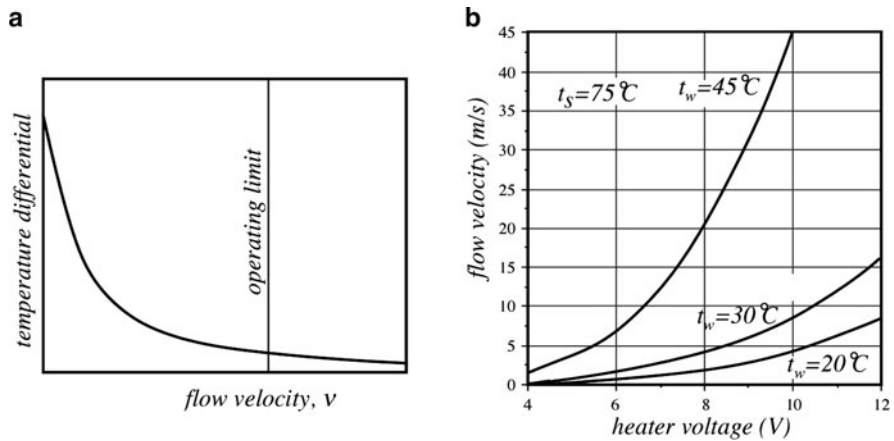 a
temperature differential
operating limit
flow velocity, v
b
flow velocity (m/s)
45
40
35
30
25
20
15
10
5
0
t_s=75°C
t_w=45°C
t_w=30°C
t_w=20°C
4 6 8 10 12
heater voltage (V)